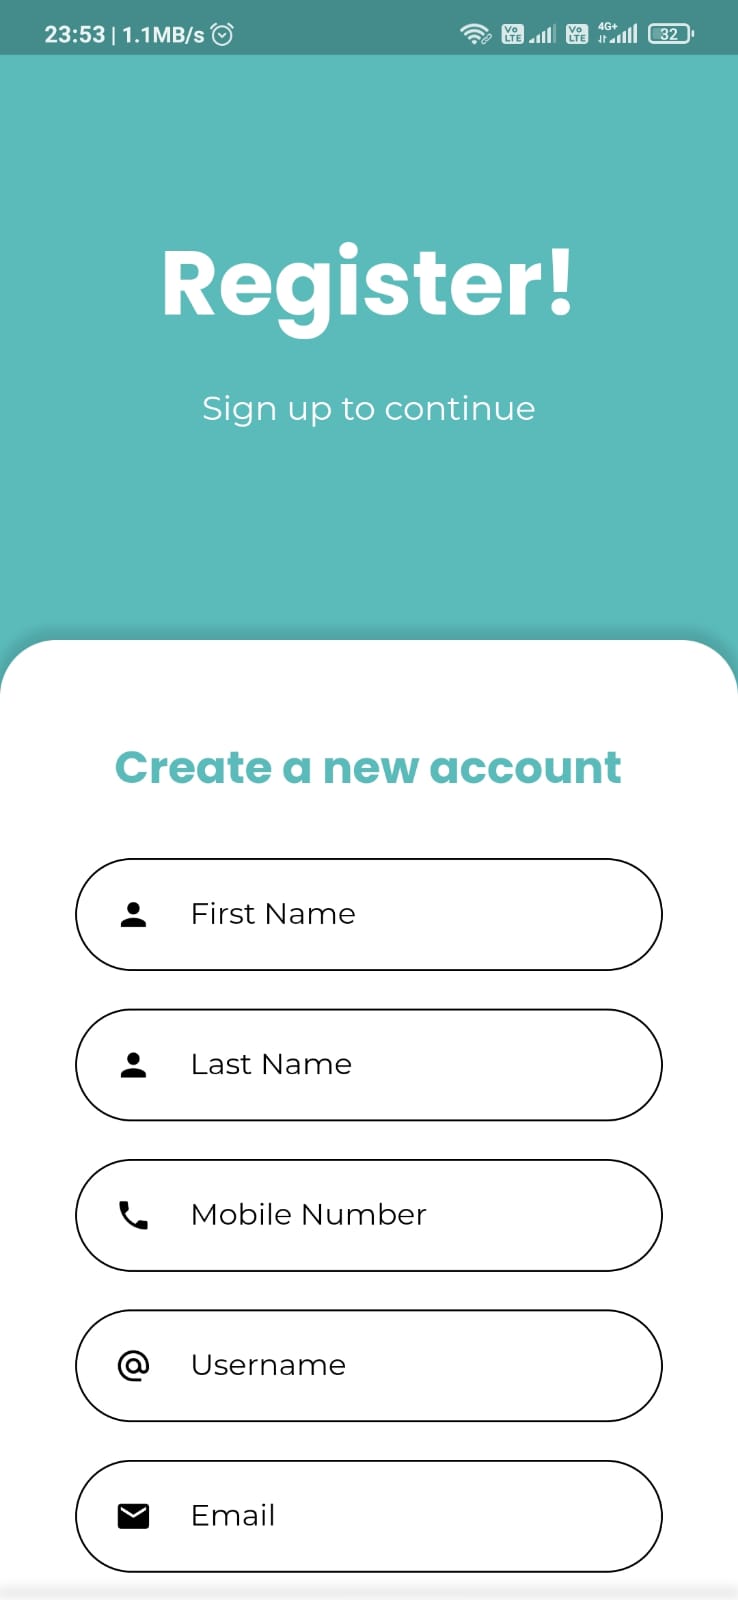 23:53 | 1.1MB/s Vo LTE Vo LTE 4G+ 32
Register!
Sign up to continue
Create a new account
First Name
Last Name
Mobile Number
@ Username
Email